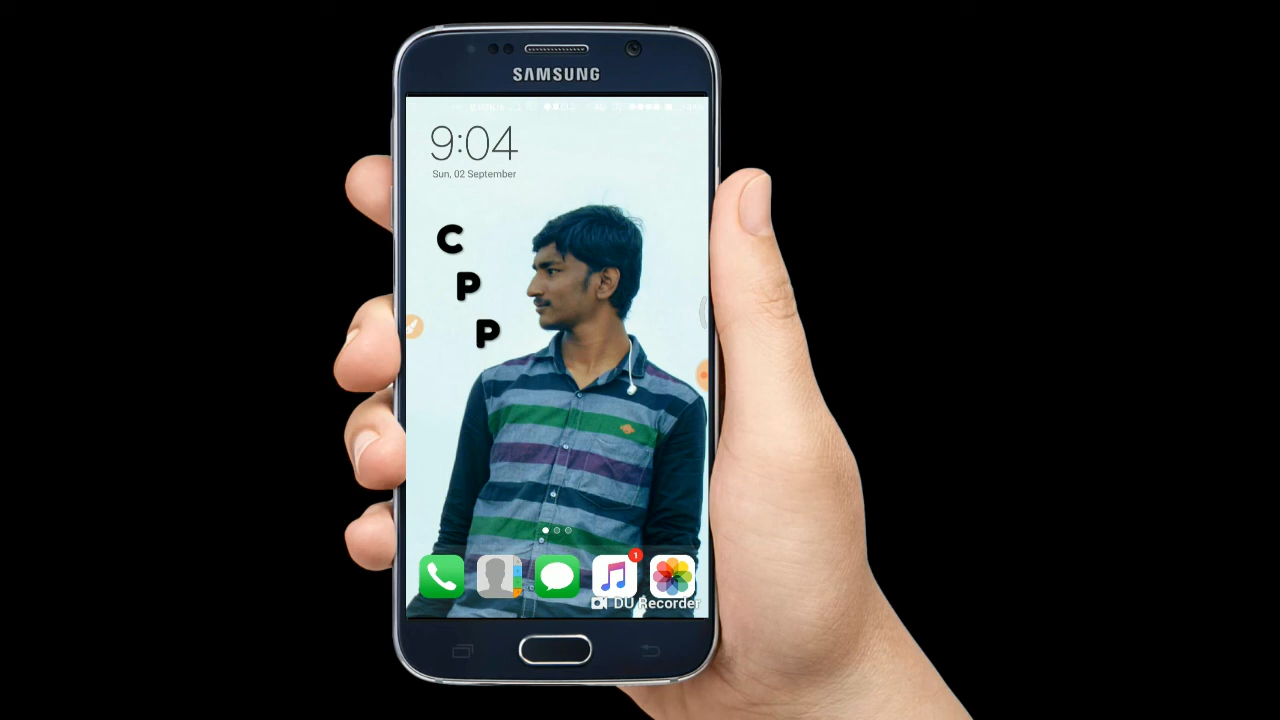 SAMSUNG
9:04
Sun, 02 September
C
P
P
1
DU Recorder